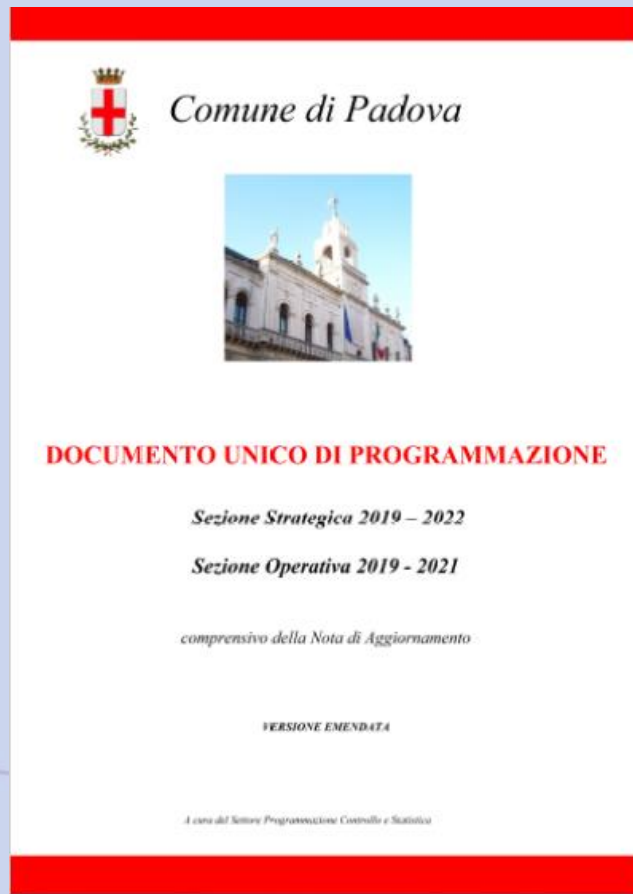 Comune di Padova
DOCUMENTO UNICO DI PROGRAMMAZIONE
Sezione Strategica 2019 – 2022
Sezione Operativa 2019 - 2021
comprensivo della Nota di Aggiornamento
VERSIONE EMENDATA
A cura del Settore Programmazione Controllo e Statistica